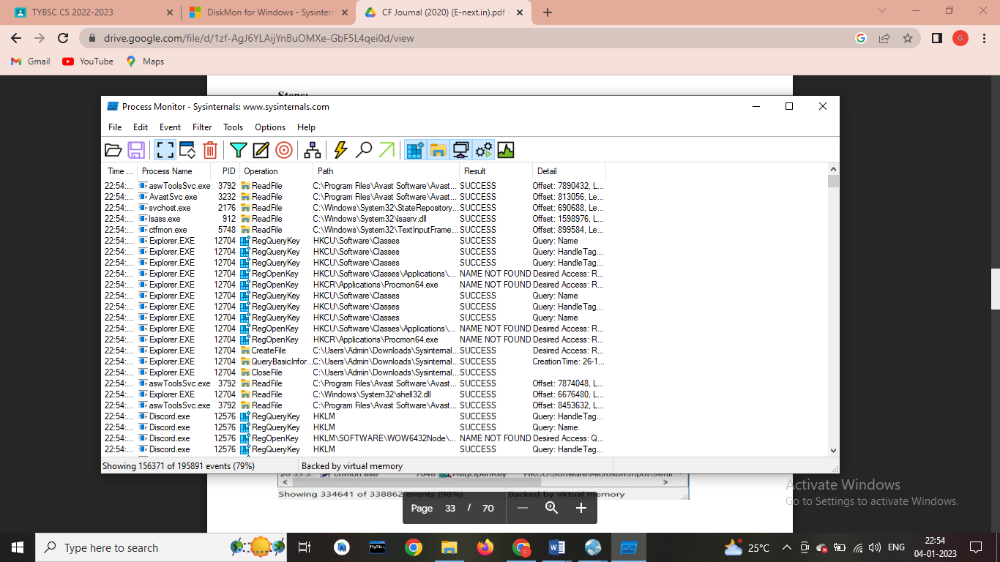 TYBSC CS 2022-2023
DiskMon for Windows - Sysintern
CF Journal (2020) (E-next.in).pdf -
drive.google.com/file/d/1zf-AgJ6YLAijYnBuOMXe-GbF5L4qei0d/view
G
Gmail YouTube Maps
Steps:
Process Monitor - Sysinternals: www.sysinternals.com
File Edit Event Filter Tools Options Help
Time ... Process Name PID Operation Path Result Detail
22:54:... aswToolsSvc.exe 3792 ReadFile C:\Program Files\Avast Software\Avast... SUCCESS Offset: 7890432, L...
22:54:... AvastSvc.exe 3232 ReadFile C:\Program Files\Avast Software\Avast... SUCCESS Offset: 813056, Le...
22:54:... svchost.exe 2176 ReadFile C:\Windows\System32\StateRepository... SUCCESS Offset: 690688, Le...
22:54:... lsass.exe 912 ReadFile C:\Windows\System32\lsasrv.dll SUCCESS Offset: 1598976, L...
22:54:... ctfmon.exe 5748 ReadFile C:\Windows\System32\TextInputFrame... SUCCESS Offset: 899584, Le...
22:54:... Explorer.EXE 12704 RegQueryKey HKCU\Software\Classes SUCCESS Query: Name
22:54:... Explorer.EXE 12704 RegQueryKey HKCU\Software\Classes SUCCESS Query: HandleTag...
22:54:... Explorer.EXE 12704 RegQueryKey HKCU\Software\Classes SUCCESS Query: HandleTag...
22:54:... Explorer.EXE 12704 RegOpenKey HKCU\Software\Classes\Applications\... NAME NOT FOUND Desired Access: R...
22:54:... Explorer.EXE 12704 RegOpenKey HKCR\Applications\Procmon64.exe NAME NOT FOUND Desired Access: R...
22:54:... Explorer.EXE 12704 RegQueryKey HKCU\Software\Classes SUCCESS Query: Name
22:54:... Explorer.EXE 12704 RegQueryKey HKCU\Software\Classes SUCCESS Query: HandleTag...
22:54:... Explorer.EXE 12704 RegQueryKey HKCU\Software\Classes SUCCESS Query: Name
22:54:... Explorer.EXE 12704 RegOpenKey HKCU\Software\Classes\Applications\... NAME NOT FOUND Desired Access: R...
22:54:... Explorer.EXE 12704 RegOpenKey HKCR\Applications\Procmon64.exe NAME NOT FOUND Desired Access: R...
22:54:... Explorer.EXE 12704 CreateFile C:\Users\Admin\Downloads\Sysinternal... SUCCESS Desired Access: R...
22:54:... Explorer.EXE 12704 QueryBasicInfor... C:\Users\Admin\Downloads\Sysinternal... SUCCESS CreationTime: 26-1...
22:54:... Explorer.EXE 12704 CloseFile C:\Users\Admin\Downloads\Sysinternal... SUCCESS
22:54:... aswToolsSvc.exe 3792 ReadFile C:\Program Files\Avast Software\Avast... SUCCESS Offset: 7874048, L...
22:54:... Explorer.EXE 12704 ReadFile C:\Windows\System32\shell32.dll SUCCESS Offset: 6676480, L...
22:54:... aswToolsSvc.exe 3792 ReadFile C:\Program Files\Avast Software\Avast... SUCCESS Offset: 8453632, L...
22:54:... Discord.exe 12576 RegQueryKey HKLM SUCCESS Query: HandleTag...
22:54:... Discord.exe 12576 RegQueryKey HKLM SUCCESS Query: Name
22:54:... Discord.exe 12576 RegOpenKey HKLM\SOFTWARE\WOW6432Node\... NAME NOT FOUND Desired Access: Q...
22:54:... Discord.exe 12576 RegQueryKey HKLM SUCCESS Query: HandleTag...
Showing 156371 of 195891 events (79%) Backed by virtual memory
ctfmon.exe 7048 RegOpenKey HKCU\Software\Microsoft\Input\Settin
Showing 334641 of 338862 events (98%) Backed by virtual memory
Page 33 / 70
Activate Windows
Go to Settings to activate Windows.
Type here to search
MySQL
25°C
ENG
22:54
04-01-2023